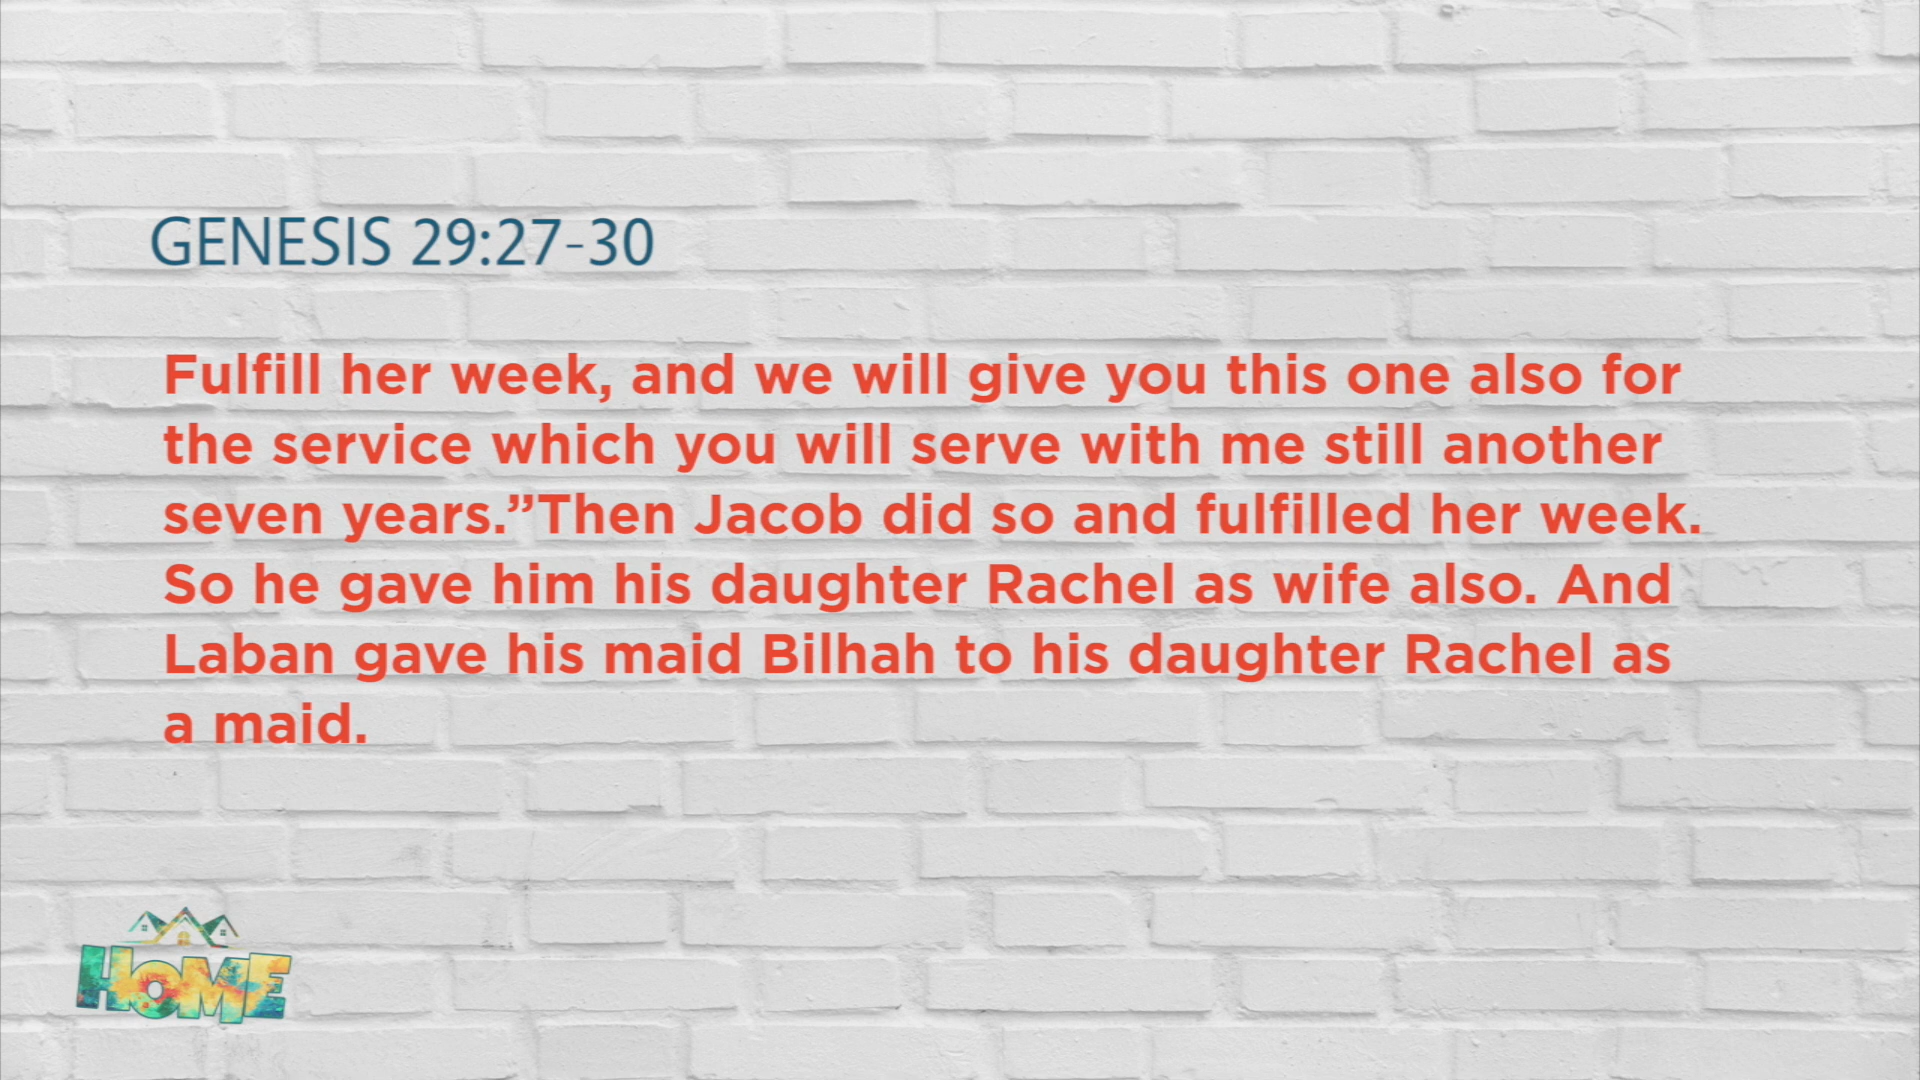 GENESIS 29:27-30
Fulfill her week, and we will give you this one also for
the service which you will serve with me still another
seven years.”Then Jacob did so and fulfilled her week.
So he gave him his daughter Rachel as wife also. And
Laban gave his maid Bilhah to his daughter Rachel as
a maid.
HOME